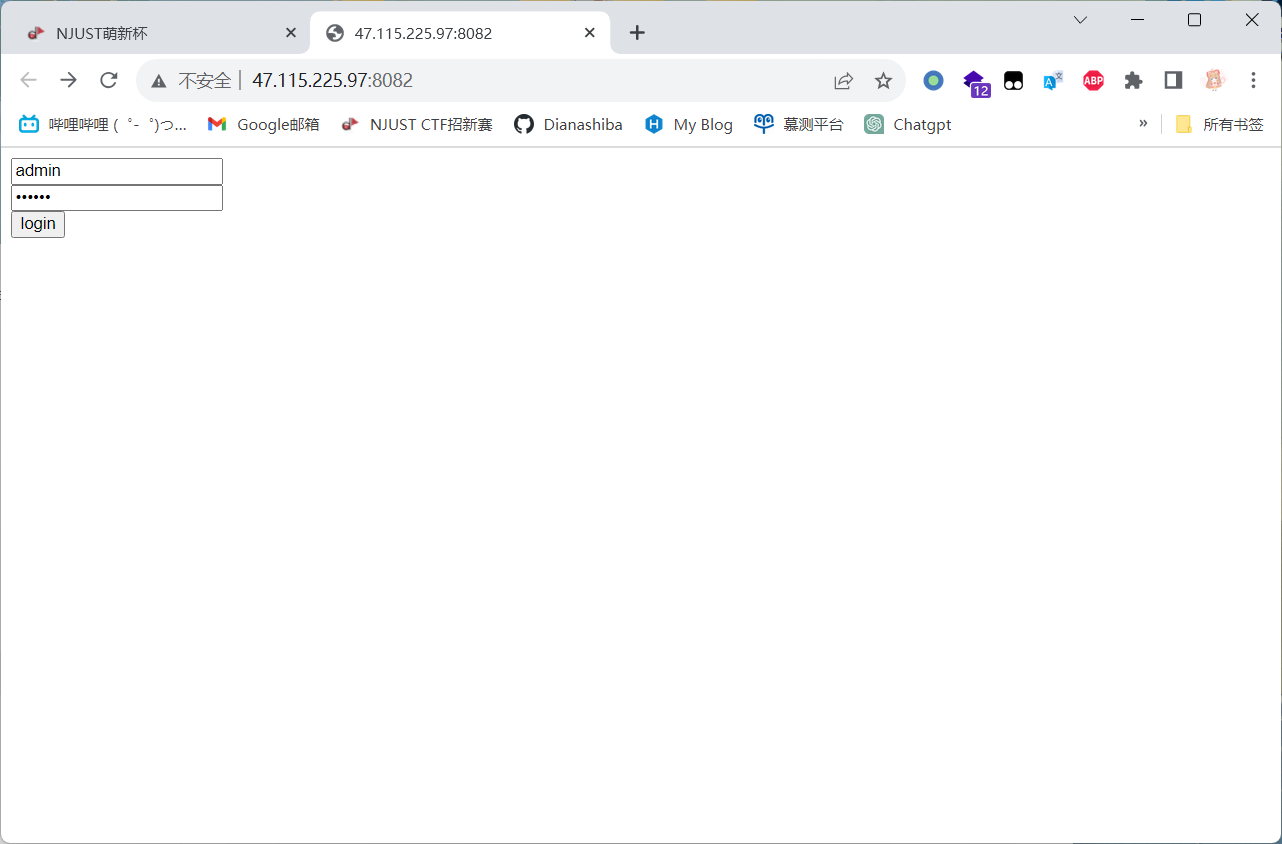 NJUST萌新杯
47.115.225.97:8082
不安全 47.115.225.97:8082
12
ABP
哔哩哔哩 (゜-゜)つ... Google邮箱 NJUST CTF招新赛 Dianashiba My Blog 慕测平台 Chatgpt » 所有书签
admin
••••••
login